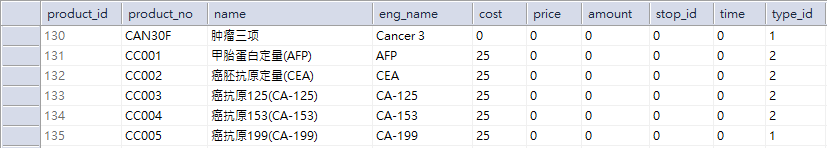 product_id product_no name eng_name cost price amount stop_id time type_id
130 CAN30F 肿瘤三项 Cancer 3 0 0 0 0 0 1
131 CC001 甲胎蛋白定量(AFP) AFP 25 0 0 0 0 2
132 CC002 癌胚抗原定量(CEA) CEA 25 0 0 0 0 2
133 CC003 癌抗原125(CA-125) CA-125 25 0 0 0 0 2
134 CC004 癌抗原153(CA-153) CA-153 25 0 0 0 0 2
135 CC005 癌抗原199(CA-199) CA-199 25 0 0 0 0 1